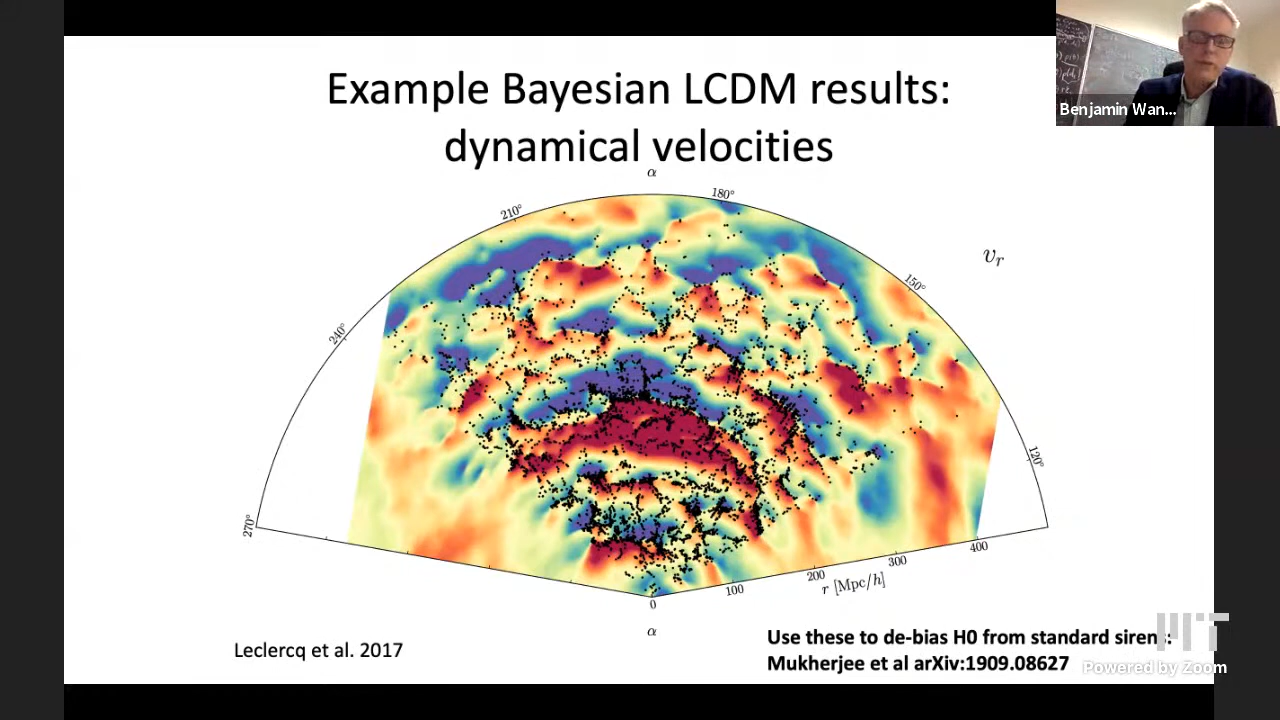 Example Bayesian LCDM results:
dynamical velocities
Benjamin Wan...
α
180°
210°
150°
240°
120°
270°
v_r
0
100
200
300
400
r [Mpc/h]
α
Leclercq et al. 2017
Use these to de-bias H0 from standard sirens:
Mukherjee et al arXiv:1909.08627
MIT
Powered by Zoom